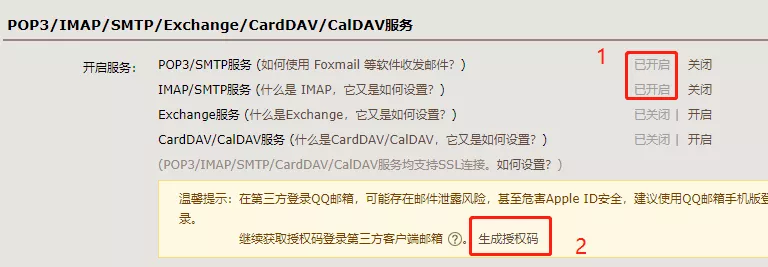 POP3/IMAP/SMTP/Exchange/CardDAV/CalDAV服务
开启服务： POP3/SMTP服务 (如何使用 Foxmail 等软件收发邮件？) 1 已开启 关闭
IMAP/SMTP服务 (什么是 IMAP，它又是如何设置？) 已开启 关闭
Exchange服务 (什么是Exchange，它又是如何设置？) 已关闭 | 开启
CardDAV/CalDAV服务 (什么是CardDAV/CalDAV，它又是如何设置？) 已关闭 | 开启
(POP3/IMAP/SMTP/CardDAV/CalDAV服务均支持SSL连接。如何设置？)
温馨提示：在第三方登录QQ邮箱，可能存在邮件泄露风险，甚至危害Apple ID安全，建议使用QQ邮箱手机版登
录。
继续获取授权码登录第三方客户端邮箱 ? 。 生成授权码 2